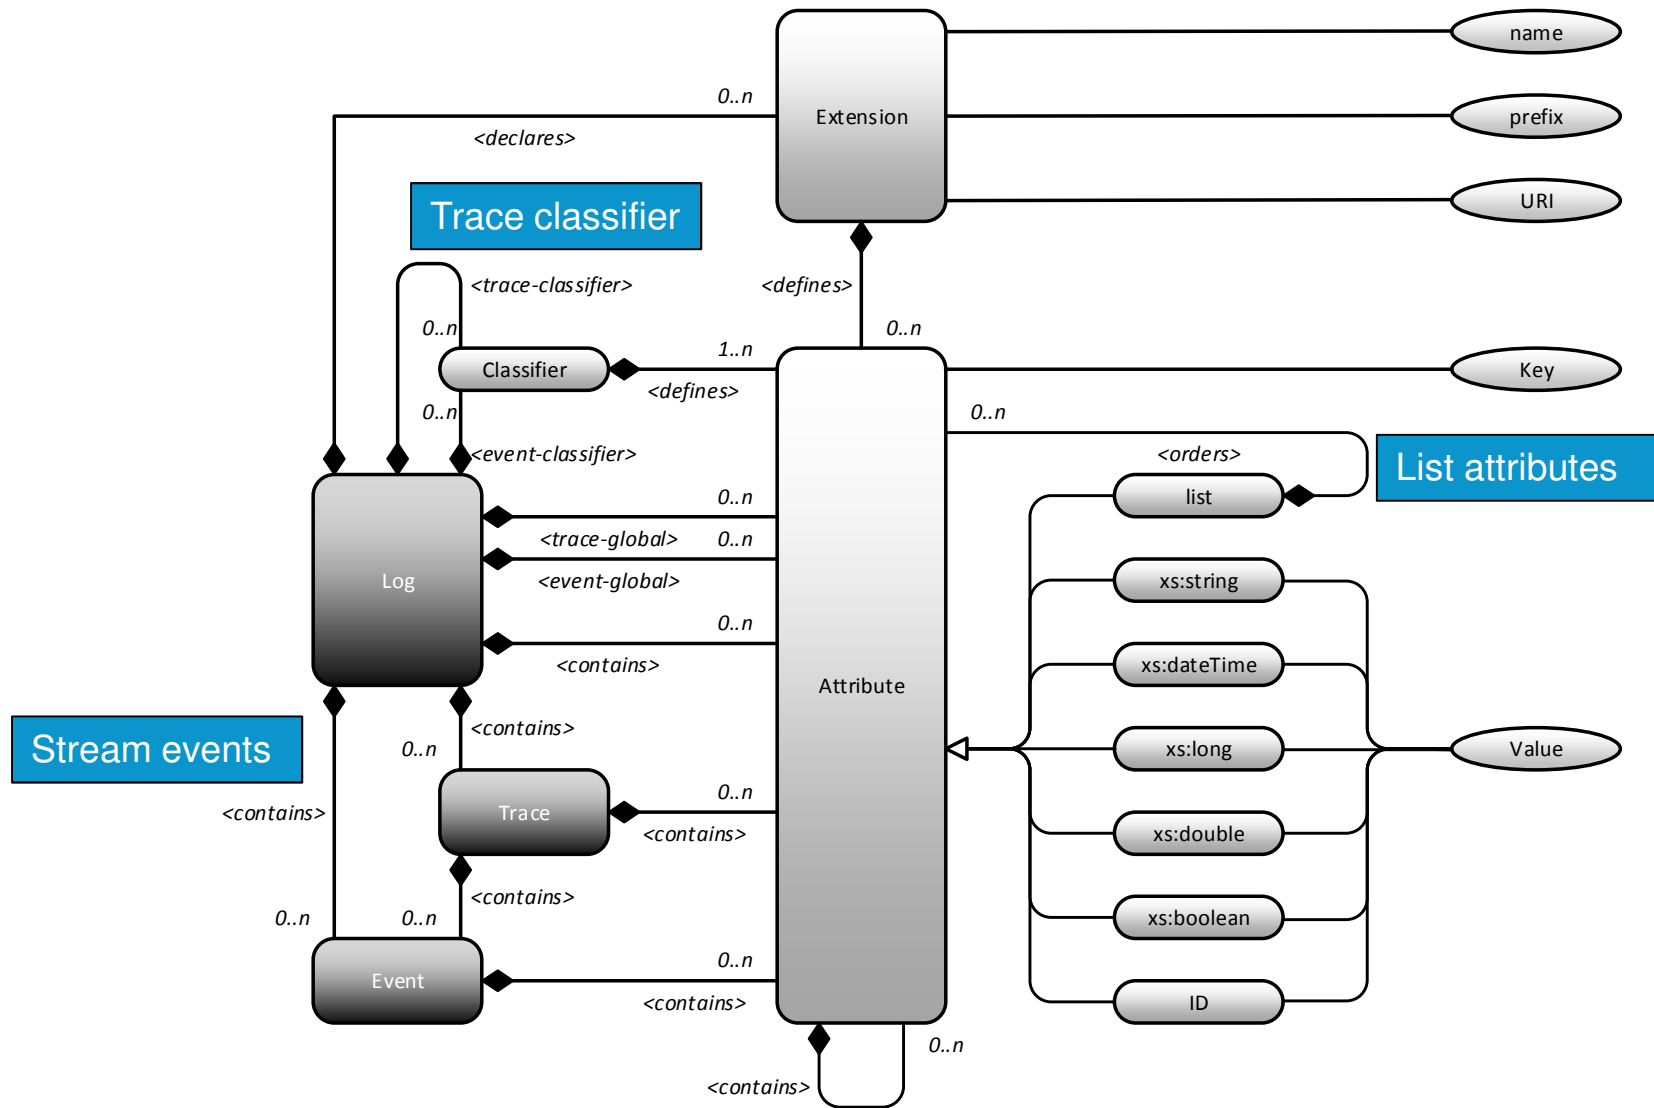 name
0..n
Extension
prefix
<declares>
Trace classifier
URI
<trace-classifier>
<defines>
0..n
0..n
1..n
Classifier
Key
<defines>
0..n
0..n
<event-classifier>
<orders>
List attributes
0..n
list
<trace-global>
0..n
Log
<event-global>
xs:string
0..n
<contains>
xs:dateTime
Attribute
Stream events
<contains>
0..n
xs:long
Value
<contains>
0..n
Trace
<contains>
xs:double
<contains>
0..n
0..n
xs:boolean
0..n
Event
<contains>
ID
0..n
<contains>